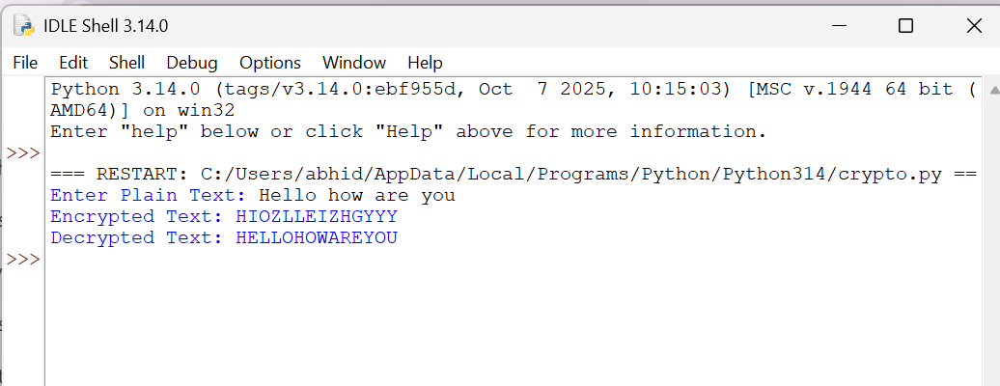 IDLE Shell 3.14.0
File Edit Shell Debug Options Window Help
Python 3.14.0 (tags/v3.14.0:ebf955d, Oct  7 2025, 10:15:03) [MSC v.1944 64 bit (
AMD64)] on win32
Enter "help" below or click "Help" above for more information.
>>>
=== RESTART: C:/Users/abhid/AppData/Local/Programs/Python/Python314/crypto.py ==
Enter Plain Text: Hello how are you
Encrypted Text: HIOZLLEIZHGYYY
Decrypted Text: HELLOHOWAREYOU
>>>